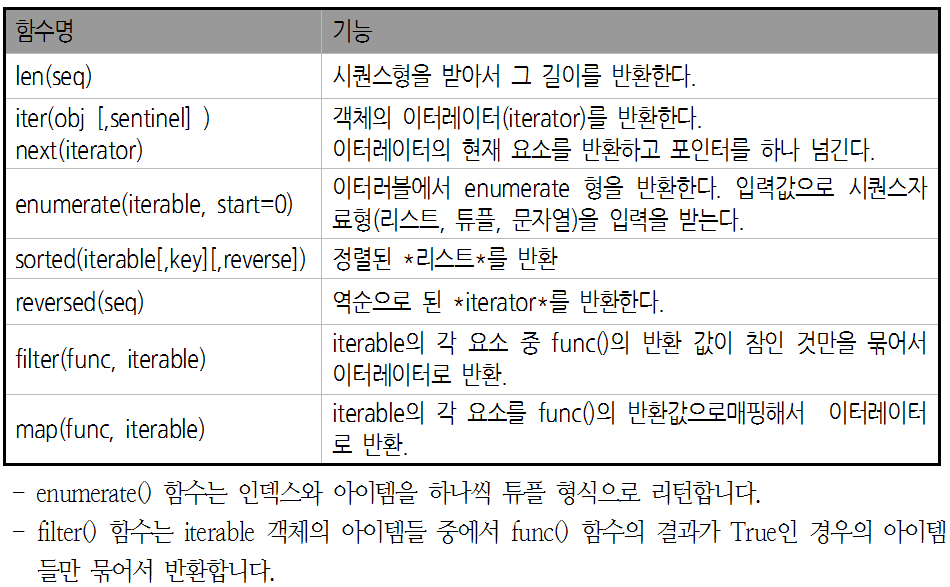 함수명 기능
len(seq) 시퀀스형을 받아서 그 길이를 반환한다.
iter(obj [,sentinel] ) 객체의 이터레이터(iterator)를 반환한다.
next(iterator) 이터레이터의 현재 요소를 반환하고 포인터를 하나 넘긴다.
enumerate(iterable, start=0) 이터러블에서 enumerate 형을 반환한다. 입력값으로 시퀀스자
료형(리스트, 튜플, 문자열)을 입력을 받는다.
sorted(iterable[,key][,reverse]) 정렬된 *리스트*를 반환
reversed(seq) 역순으로 된 *iterator*를 반환한다.
filter(func, iterable) iterable의 각 요소 중 func()의 반환 값이 참인 것만을 묶어서
이터레이터로 반환.
map(func, iterable) iterable의 각 요소를 func()의 반환값으로매핑해서 이터레이터
로 반환.
- enumerate() 함수는 인덱스와 아이템을 하나씩 튜플 형식으로 리턴합니다.
- filter() 함수는 iterable 객체의 아이템들 중에서 func() 함수의 결과가 True인 경우의 아이템
들만 묶어서 반환합니다.